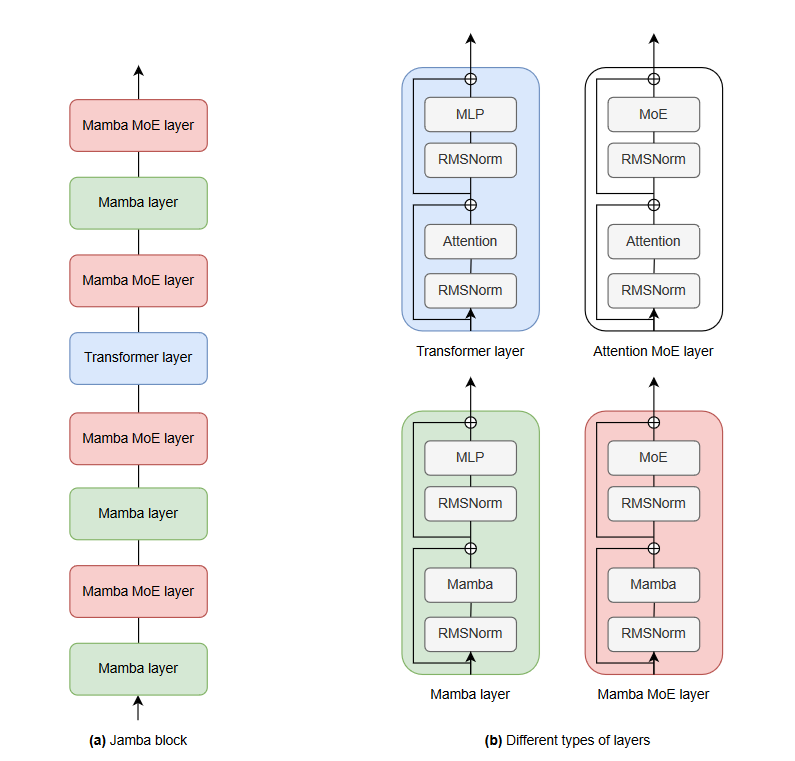 Mamba MoE layer
Mamba layer
Mamba MoE layer
Transformer layer
Mamba MoE layer
Mamba layer
Mamba MoE layer
Mamba layer
(a) Jamba block
MLP
RMSNorm
Attention
RMSNorm
Transformer layer
MoE
RMSNorm
Attention
RMSNorm
Attention MoE layer
MLP
RMSNorm
Mamba
RMSNorm
Mamba layer
MoE
RMSNorm
Mamba
RMSNorm
Mamba MoE layer
(b) Different types of layers